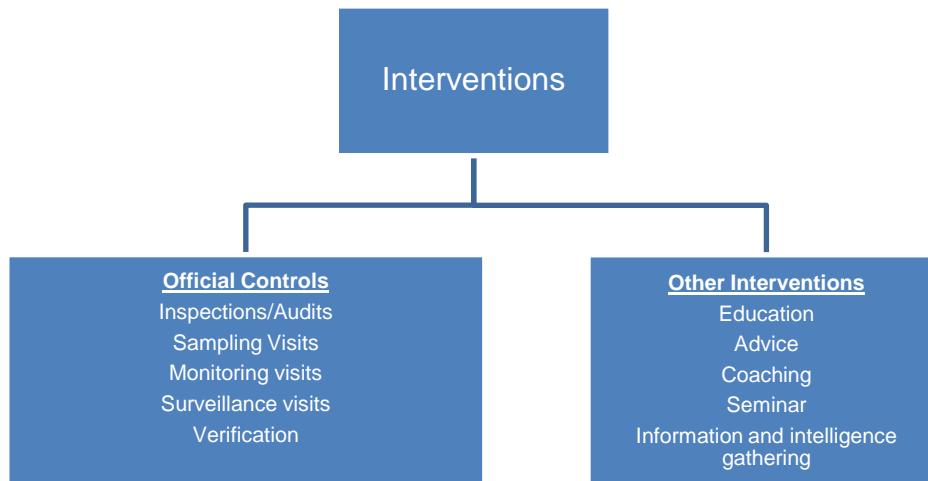 Interventions
Official Controls
Inspections/Audits
Sampling Visits
Monitoring visits
Surveillance visits
Verification
Other Interventions
Education
Advice
Coaching
Seminar
Information and intelligence
gathering